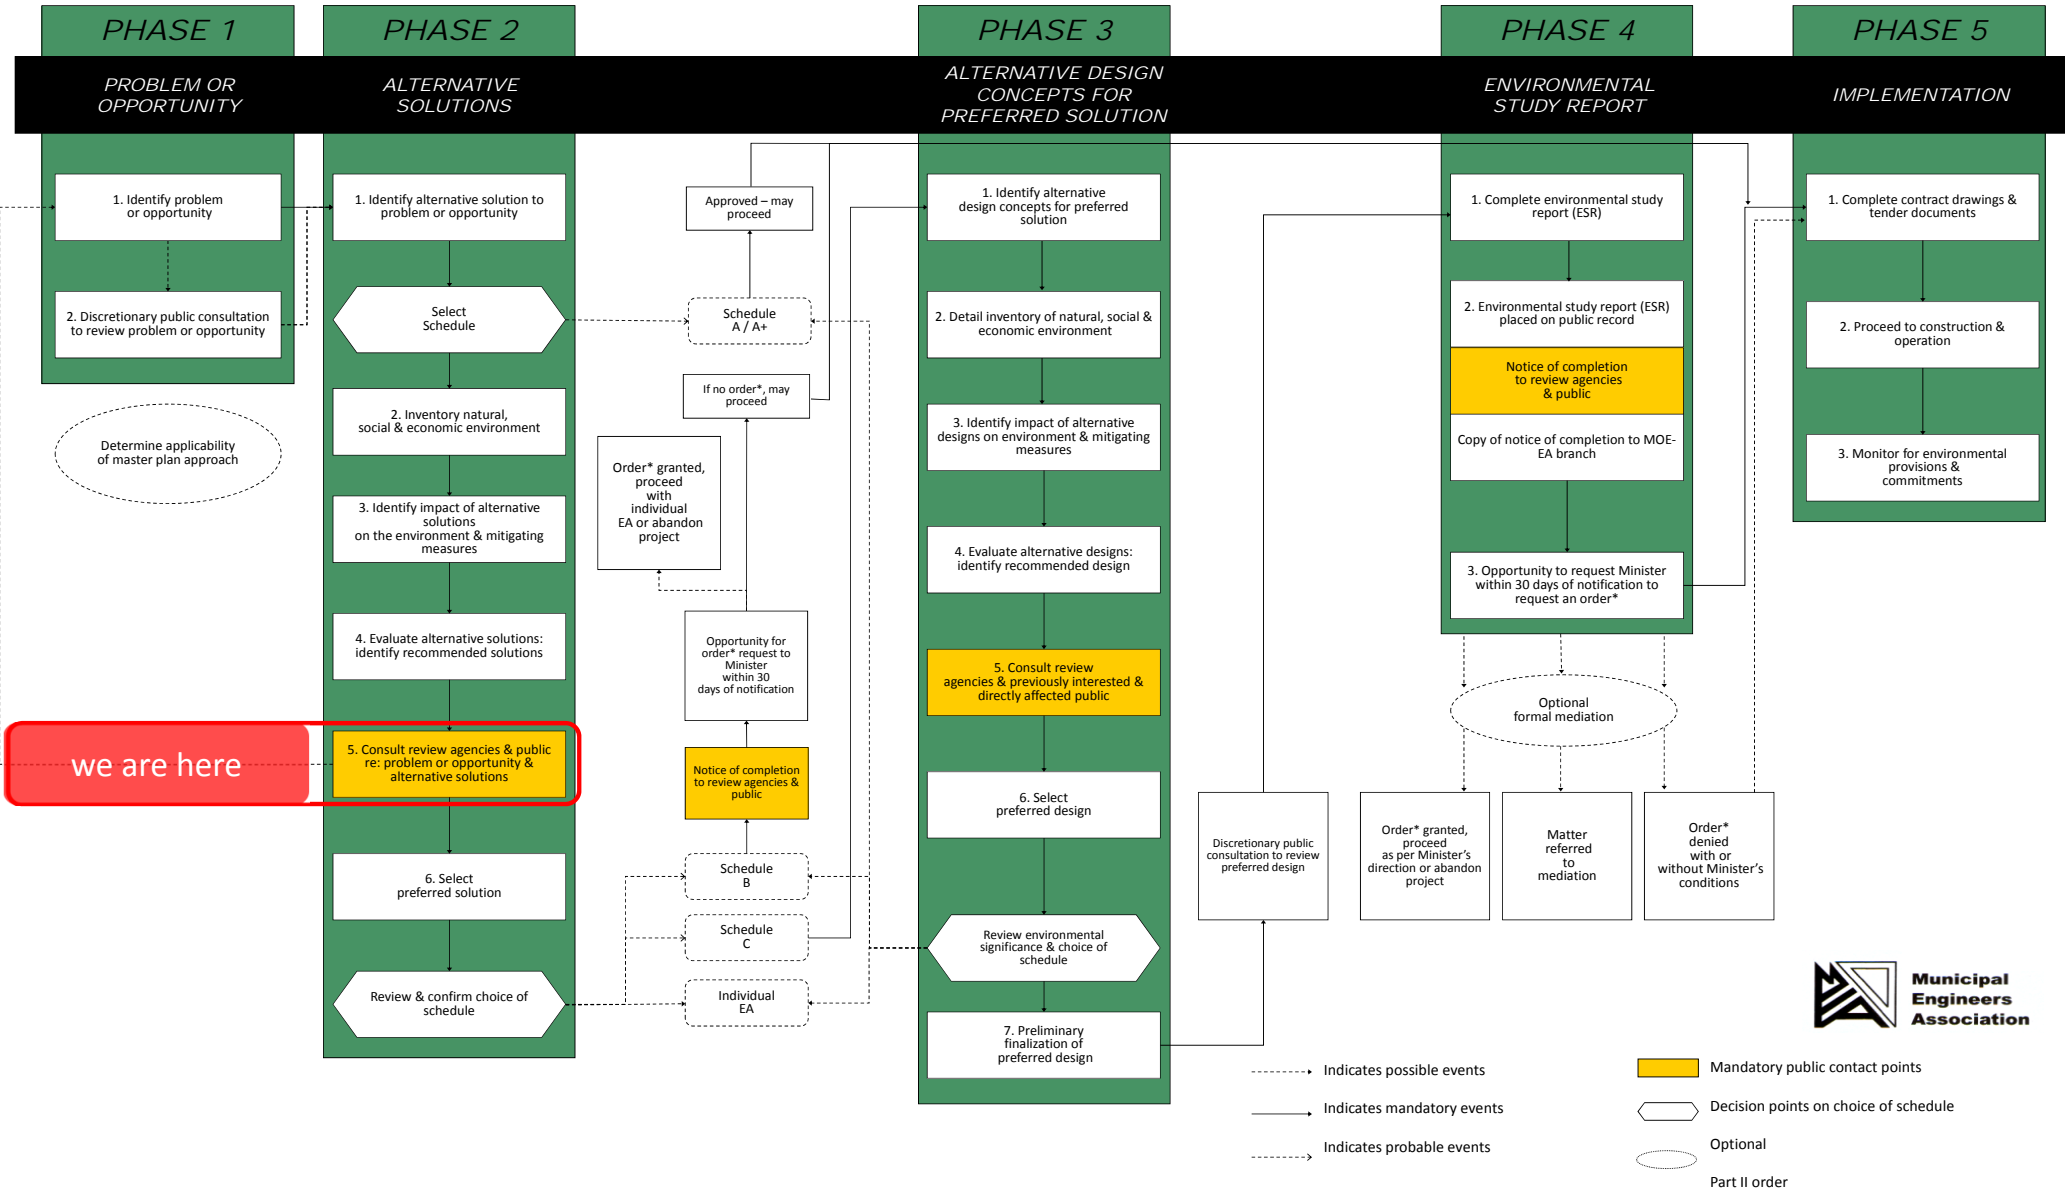 PHASE 1
PROBLEM OR
OPPORTUNITY
1. Identify problem
or opportunity
2. Discretionary public consultation
to review problem or opportunity
Determine applicability
of master plan approach
we are here
PHASE 2
ALTERNATIVE
SOLUTIONS
1. Identify alternative solution to
problem or opportunity
Select
Schedule
2. Inventory natural,
social & economic environment
3. Identify impact of alternative
solutions
on the environment & mitigating
measures
4. Evaluate alternative solutions:
identify recommended solutions
5. Consult review agencies & public
re: problem or opportunity &
alternative solutions
6. Select
preferred solution
Review & confirm choice of
schedule
Approved – may
proceed
Schedule
A / A+
If no order*, may
proceed
Order* granted,
proceed
with
individual
EA or abandon
project
Opportunity for
order* request to
Minister
within 30
days of notification
Notice of completion
to review agencies &
public
Schedule
B
Schedule
C
Individual
EA
PHASE 3
ALTERNATIVE DESIGN
CONCEPTS FOR
PREFERRED SOLUTION
1. Identify alternative
design concepts for preferred
solution
2. Detail inventory of natural, social &
economic environment
3. Identify impact of alternative
designs on environment & mitigating
measures
4. Evaluate alternative designs:
identify recommended design
5. Consult review
agencies & previously interested &
directly affected public
6. Select
preferred design
Review environmental
significance & choice of
schedule
7. Preliminary
finalization of
preferred design
Discretionary public
consultation to review
preferred design
PHASE 4
ENVIRONMENTAL
STUDY REPORT
1. Complete environmental study
report (ESR)
2. Environmental study report (ESR)
placed on public record
Notice of completion
to review agencies
& public
Copy of notice of completion to MOE-
EA branch
3. Opportunity to request Minister
within 30 days of notification to
request an order*
Optional
formal mediation
Order* granted,
proceed
as per Minister's
direction or abandon
project
Matter
referred
to
mediation
Order*
denied
with or
without Minister's
conditions
PHASE 5
IMPLEMENTATION
1. Complete contract drawings &
tender documents
2. Proceed to construction &
operation
3. Monitor for environmental
provisions &
commitments
Municipal
Engineers
Association
Indicates possible events
Indicates mandatory events
Indicates probable events
Mandatory public contact points
Decision points on choice of schedule
Optional
Part II order